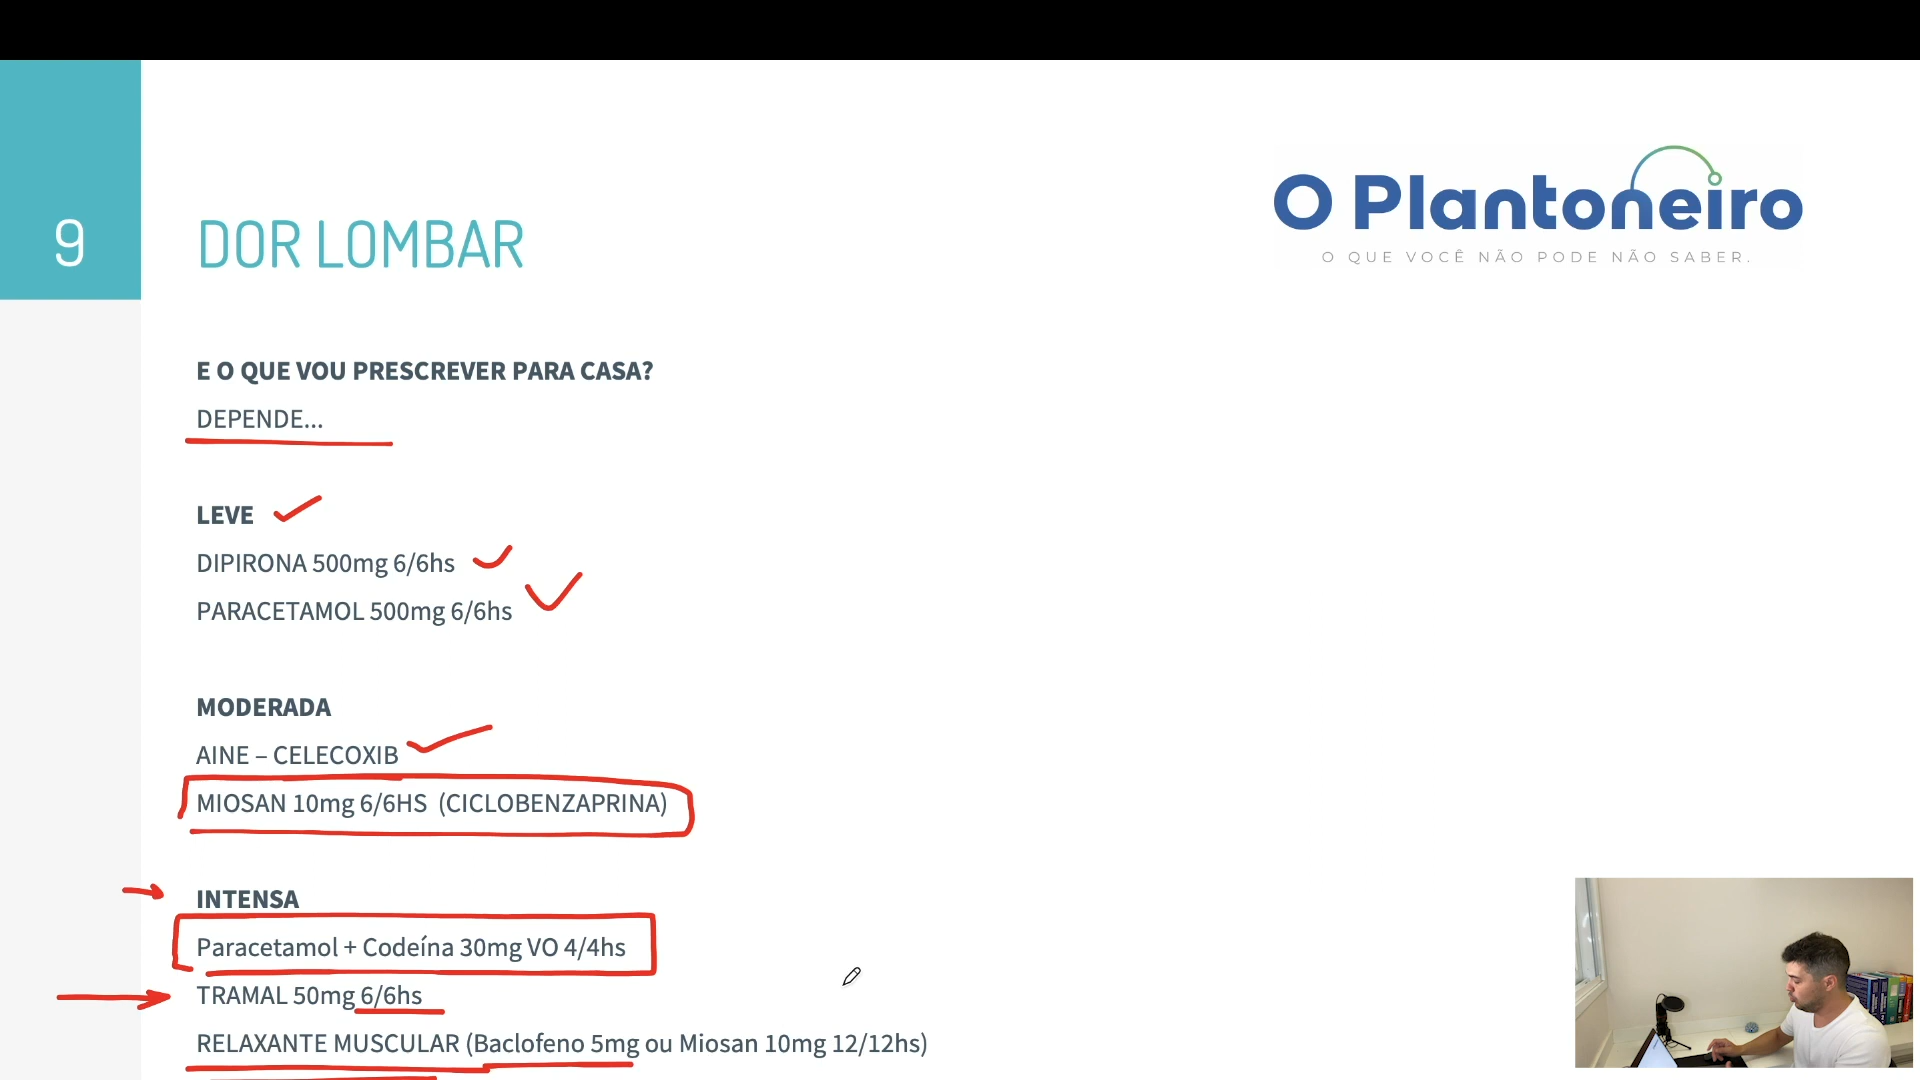 O Plantoneiro
O QUE VOCÊ NÃO PODE NÃO SABER.
9
DOR LOMBAR
E O QUE VOU PRESCREVER PARA CASA?
DEPENDE...
LEVE
DIPIRONA 500mg 6/6hs
PARACETAMOL 500mg 6/6hs
MODERADA
AINE – CELECOXIB
MIOSAN 10mg 6/6HS (CICLOBENZAPRINA)
INTENSA
Paracetamol + Codeína 30mg VO 4/4hs
TRAMAL 50mg 6/6hs
RELAXANTE MUSCULAR (Baclofeno 5mg ou Miosan 10mg 12/12hs)